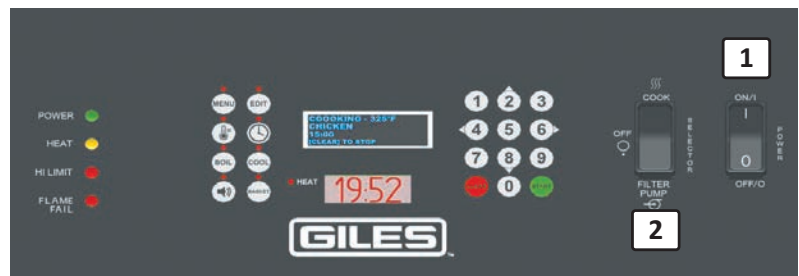 1
COOK
ON/I
MENU
EDIT
1 2 3
POWER
COOOKING - 325°F
CHICKEN
15:00
[CLEAR] TO STOP
I
SELECTOR
POWER
HEAT
4 5 6
OFF
BOIL
COOL
7 8 9
HI LIMIT
HEAT
19:52
0
O
FILTER
PUMP
OFF/O
FLAME
FAIL
2
GILES
TM